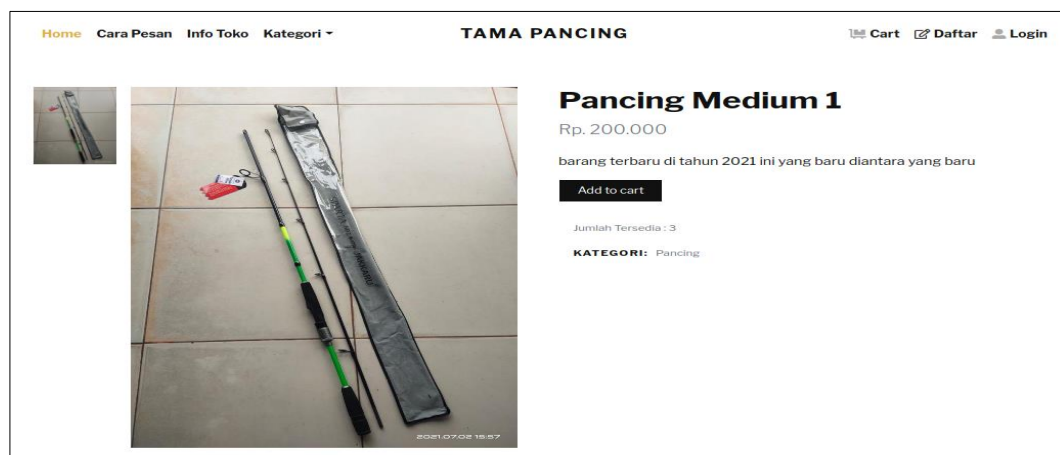 Home Cara Pesan Info Toko Kategori TAMA PANCING Cart Daftar Login
Pancing Medium 1
Rp. 200.000
barang terbaru di tahun 2021 ini yang baru diantara yang baru
Add to cart
Jumlah Tersedia : 3
KATEGORI: Pancing
2021.07.02 15:57